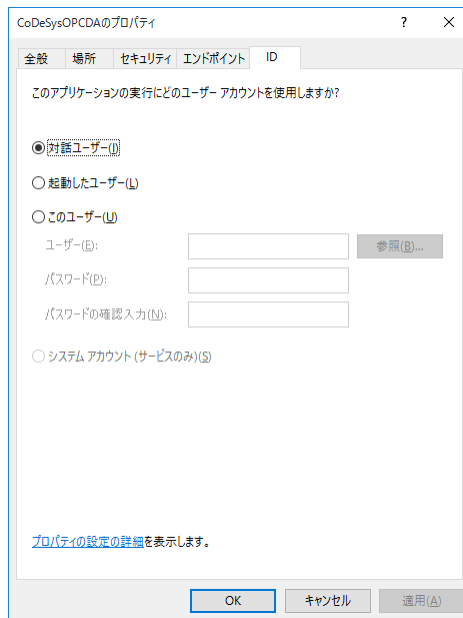 CoDeSysOPCDAのプロパティ ? ×
全般 場所 セキュリティ エンドポイント ID
このアプリケーションの実行にどのユーザー アカウントを使用しますか?
対話ユーザー(I)
起動したユーザー(L)
このユーザー(U)
ユーザー(E): 参照(B)...
パスワード(P):
パスワードの確認入力(N):
システム アカウント (サービスのみ)(S)
プロパティの設定の詳細を表示します。
OK キャンセル 適用(A)